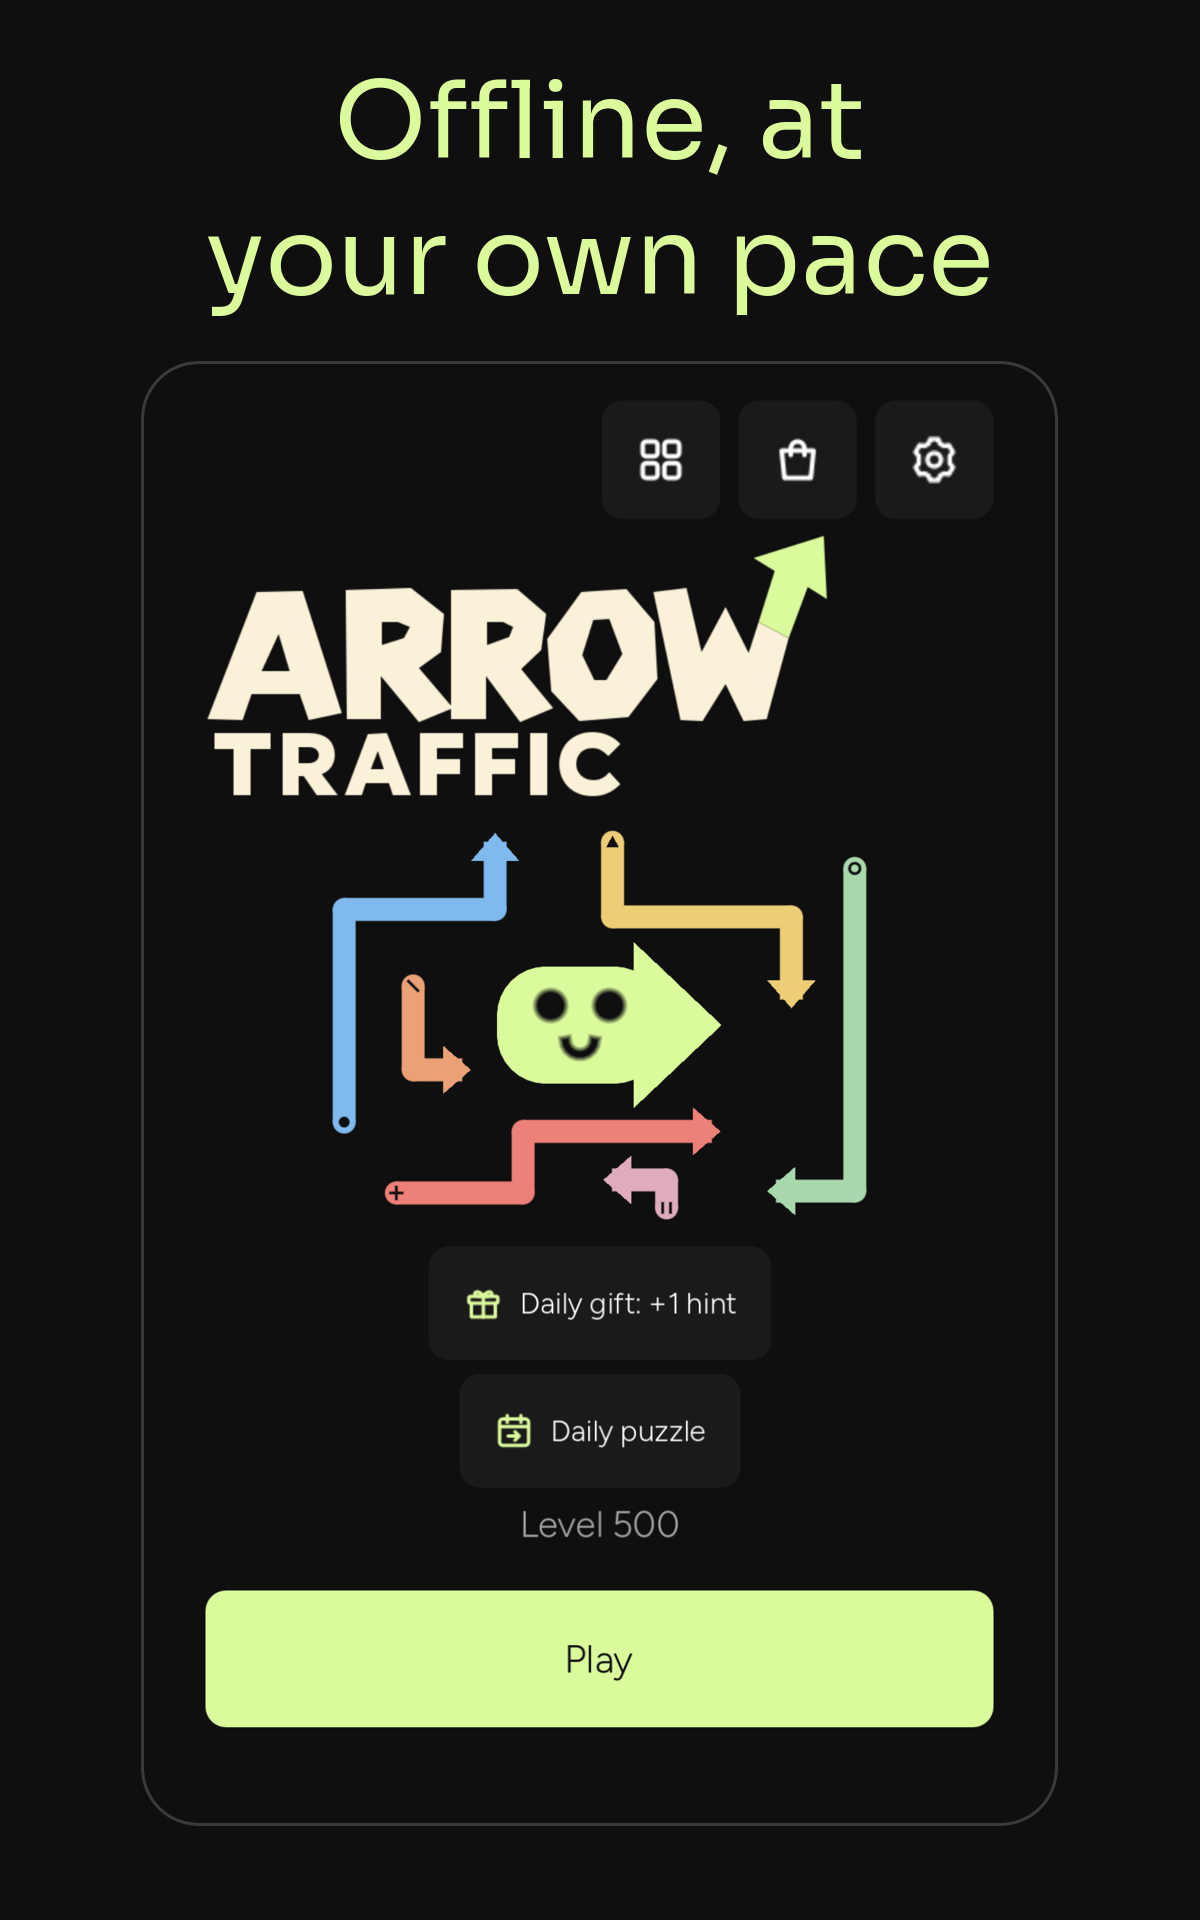 Offline, at
your own pace
ARROW
TRAFFIC
Daily gift: +1 hint
Daily puzzle
Level 500
Play